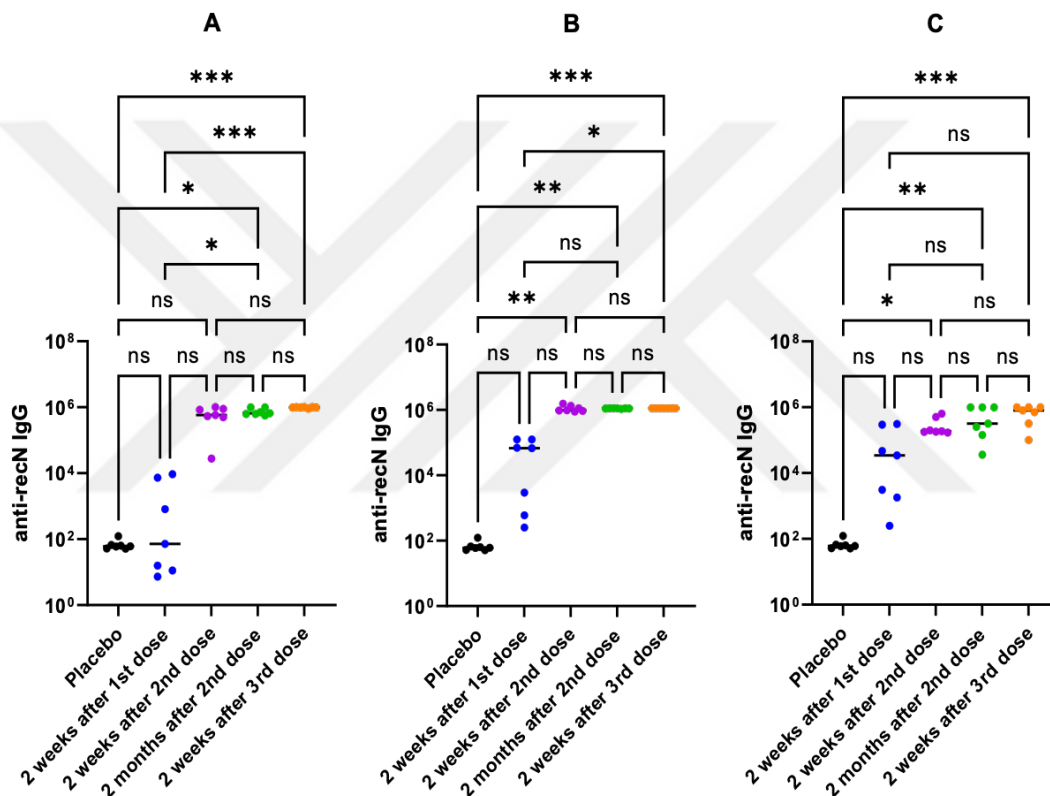 A
***
***
*
*
ns
ns
ns
ns
ns
ns
anti-recN IgG
10⁸
10⁶
10⁴
10²
10⁰
Placebo
2 weeks after 1st dose
2 weeks after 2nd dose
2 months after 2nd dose
2 weeks after 3rd dose
B
***
*
**
ns
**
ns
ns
ns
ns
ns
anti-recN IgG
10⁸
10⁶
10⁴
10²
10⁰
Placebo
2 weeks after 1st dose
2 weeks after 2nd dose
2 months after 2nd dose
2 weeks after 3rd dose
C
***
ns
**
ns
*
ns
ns
ns
ns
ns
anti-recN IgG
10⁸
10⁶
10⁴
10²
10⁰
Placebo
2 weeks after 1st dose
2 weeks after 2nd dose
2 months after 2nd dose
2 weeks after 3rd dose